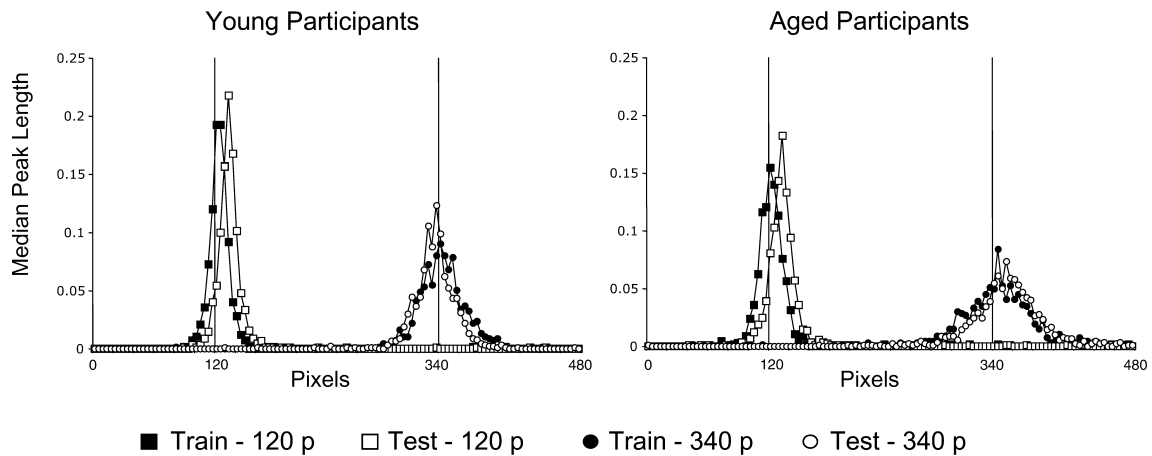 Young Participants
Aged Participants
Median Peak Length
0.25
0.2
0.15
0.1
0.05
0
0 120 340 480
Pixels
0.25
0.2
0.15
0.1
0.05
0
0 120 340 480
Pixels
Train - 120 p Test - 120 p Train - 340 p Test - 340 p